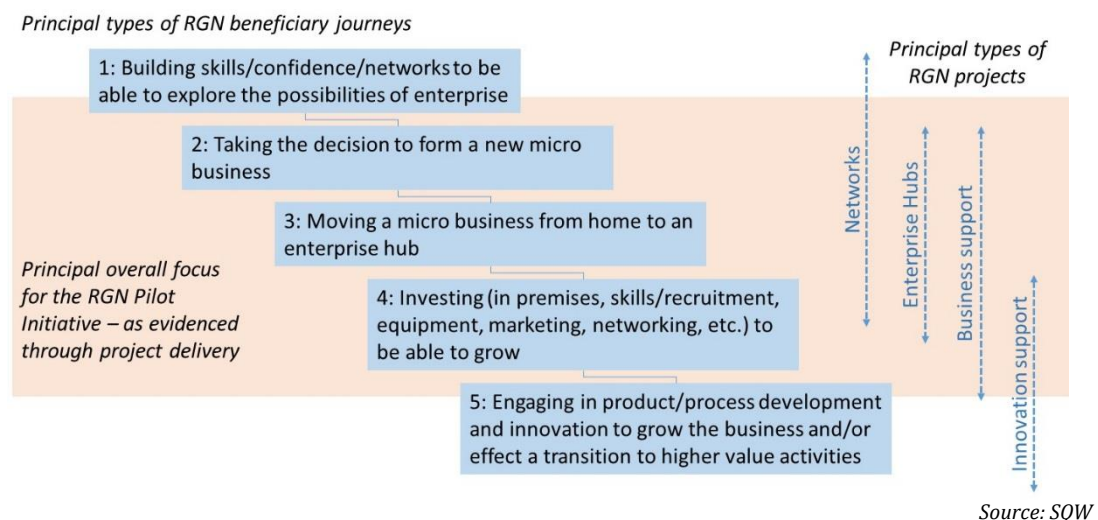 Principal types of RGN beneficiary journeys
Principal types of
RGN projects
1: Building skills/confidence/networks to be
able to explore the possibilities of enterprise
2: Taking the decision to form a new micro
business
3: Moving a micro business from home to an
enterprise hub
Principal overall focus
for the RGN Pilot
Initiative – as evidenced
through project delivery
4: Investing (in premises, skills/recruitment,
equipment, marketing, networking, etc.) to
be able to grow
5: Engaging in product/process development
and innovation to grow the business and/or
effect a transition to higher value activities
Networks
Enterprise Hubs
Business support
Innovation support
Source: SQW